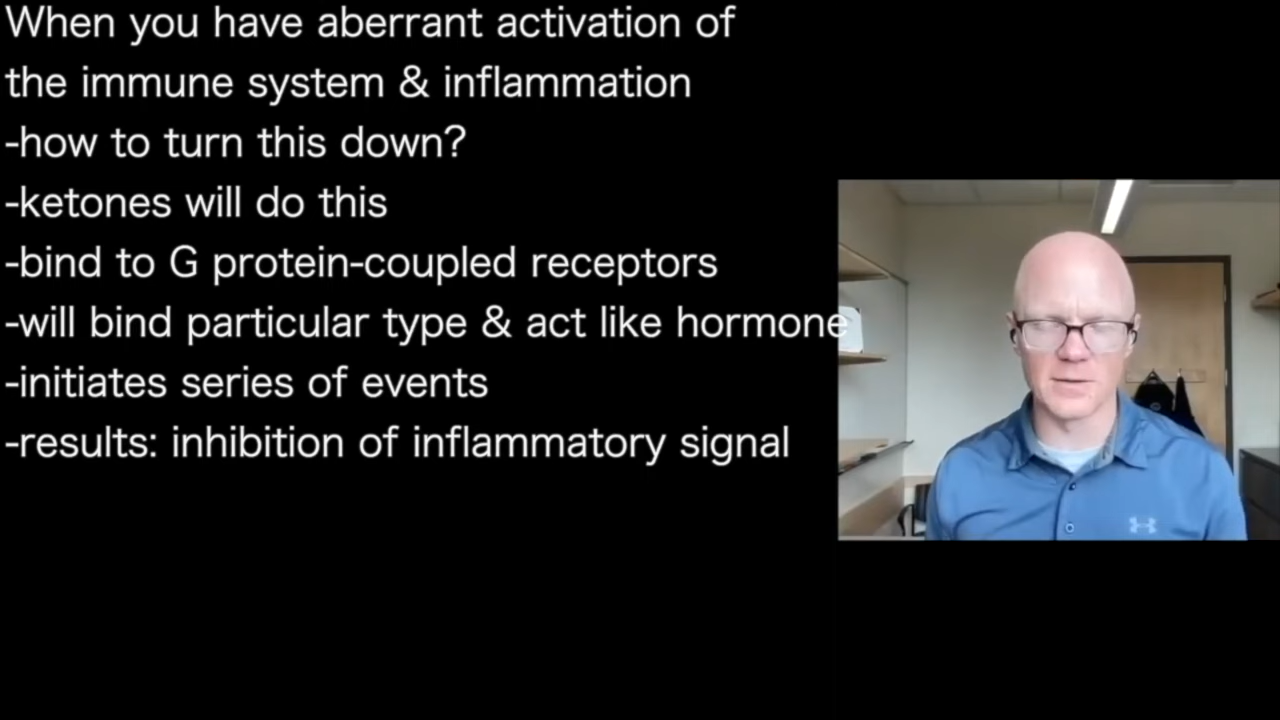 When you have aberrant activation of
the immune system & inflammation
-how to turn this down?
-ketones will do this
-bind to G protein-coupled receptors
-will bind particular type & act like hormone
-initiates series of events
-results: inhibition of inflammatory signal